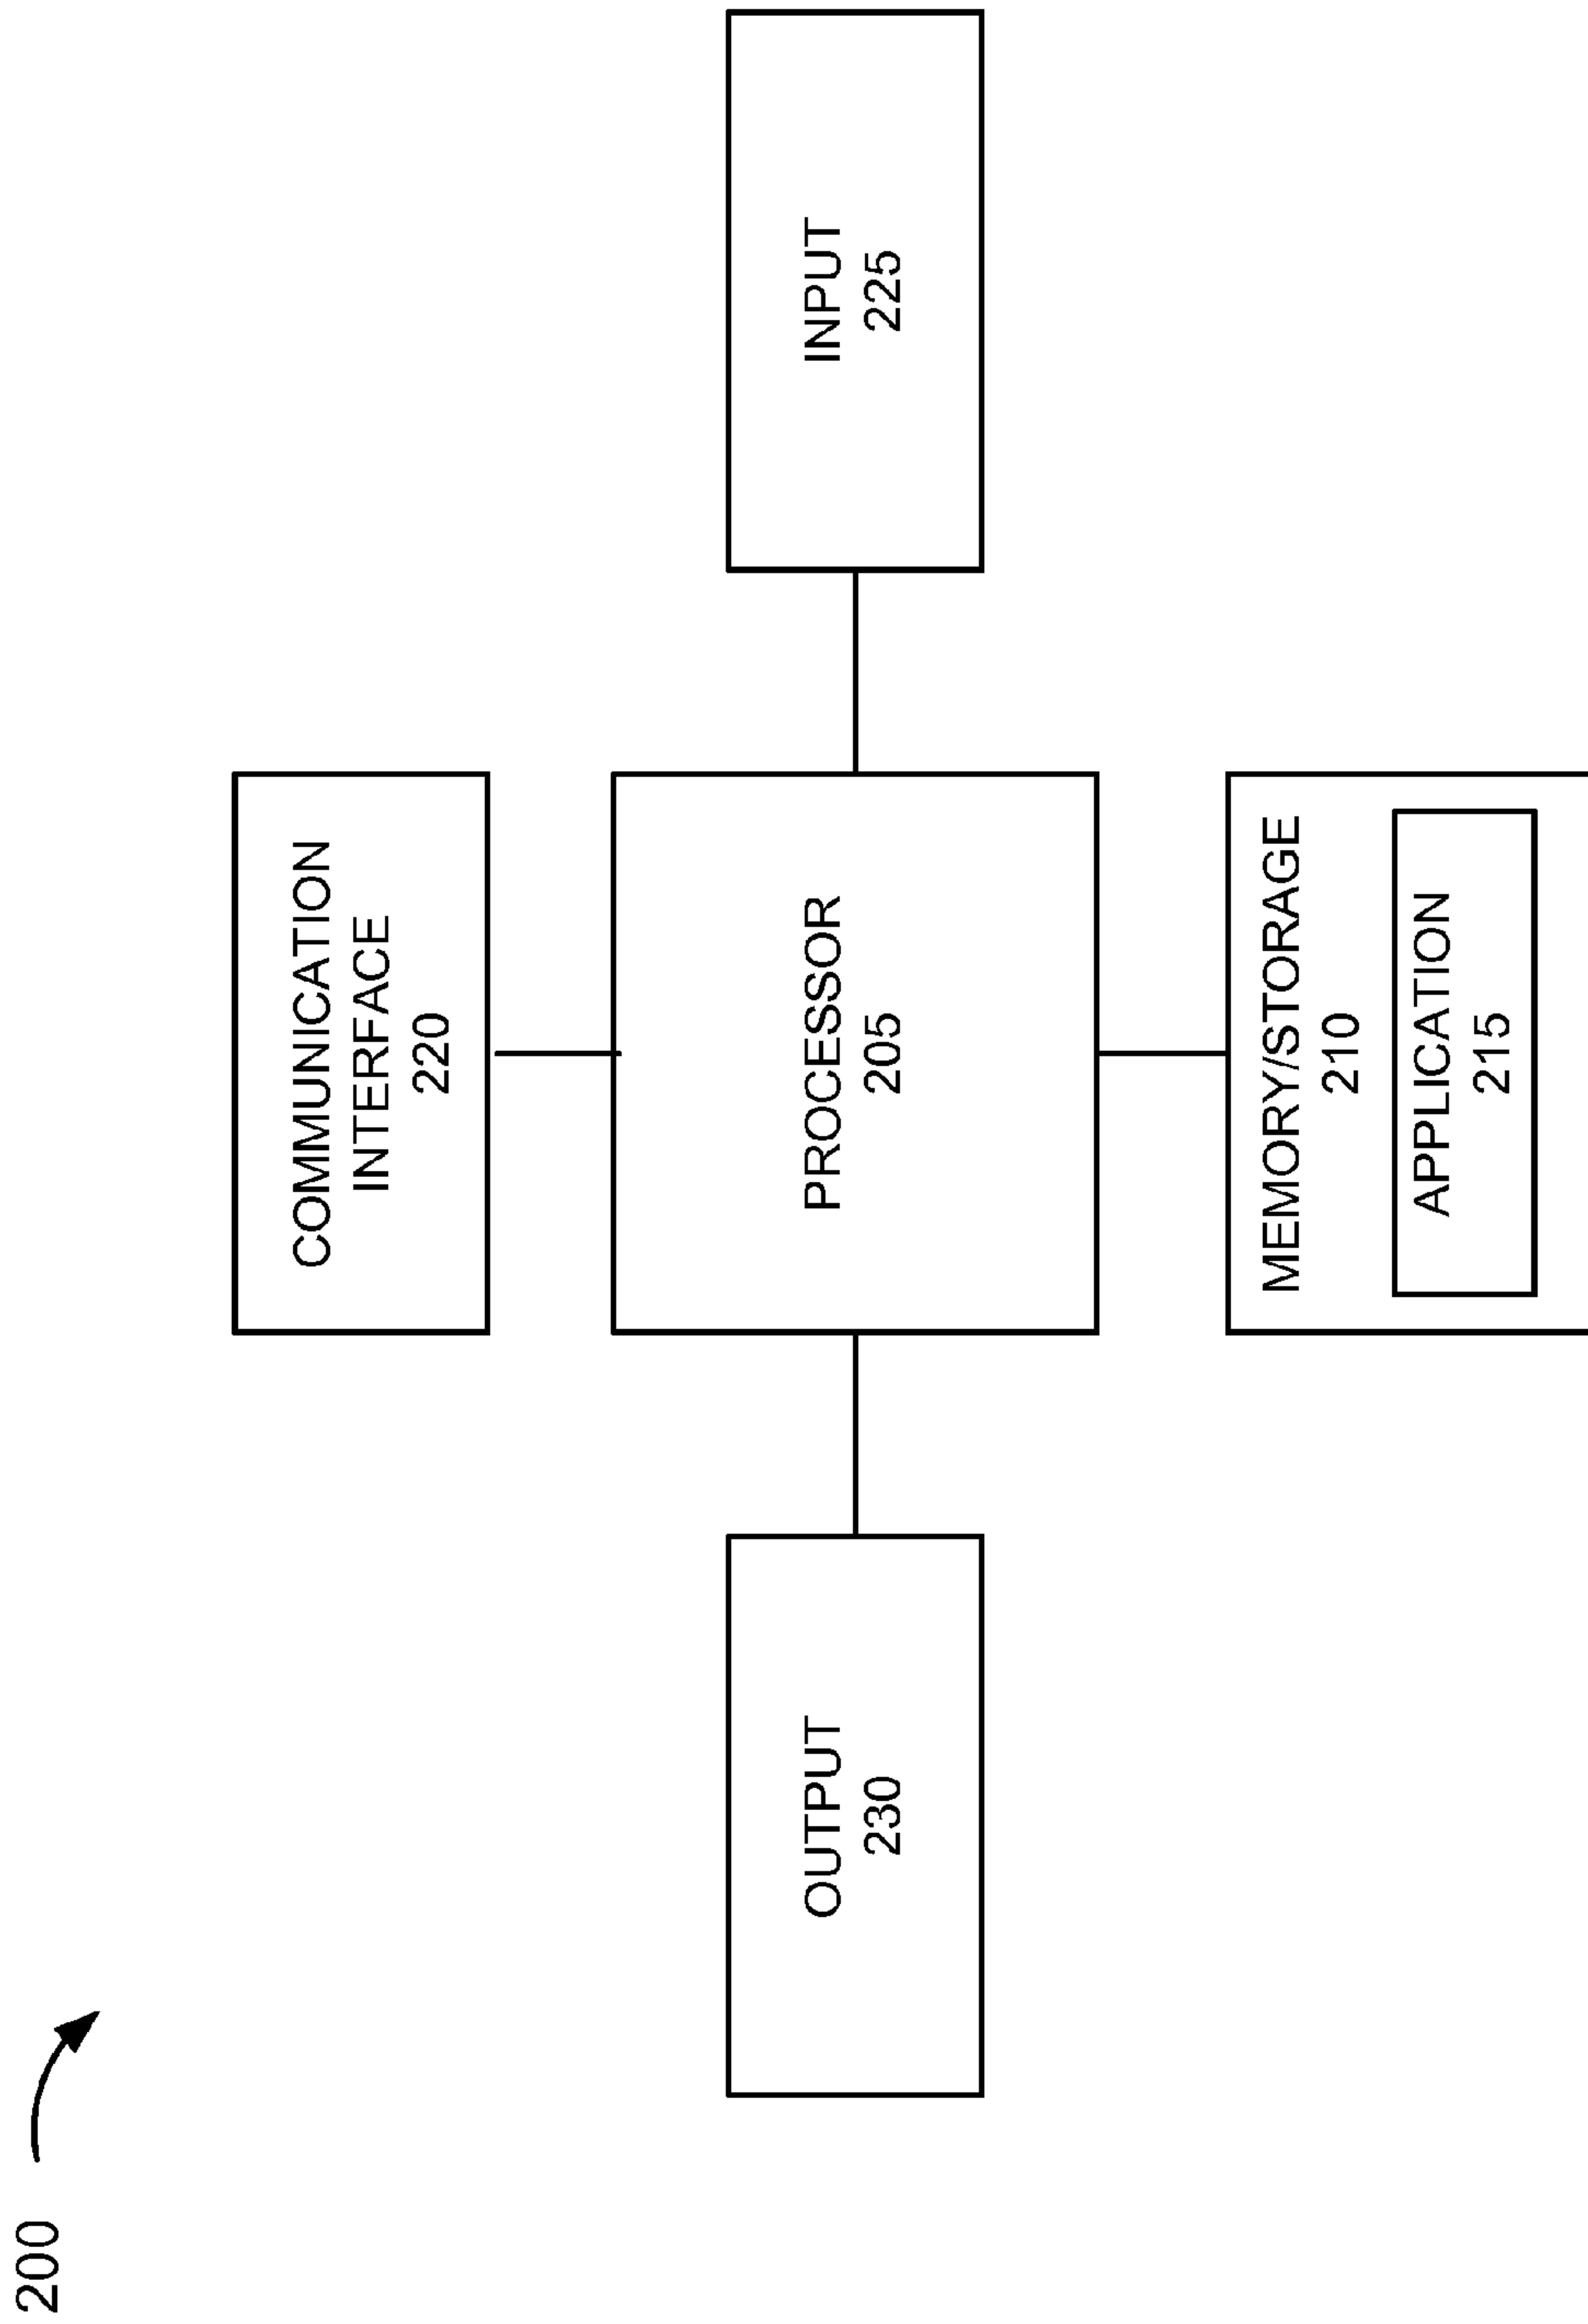 200
COMMUNICATION
INTERFACE
220
OUTPUT
230
PROCESSOR
205
INPUT
225
MEMORY/STORAGE
210
APPLICATION
215